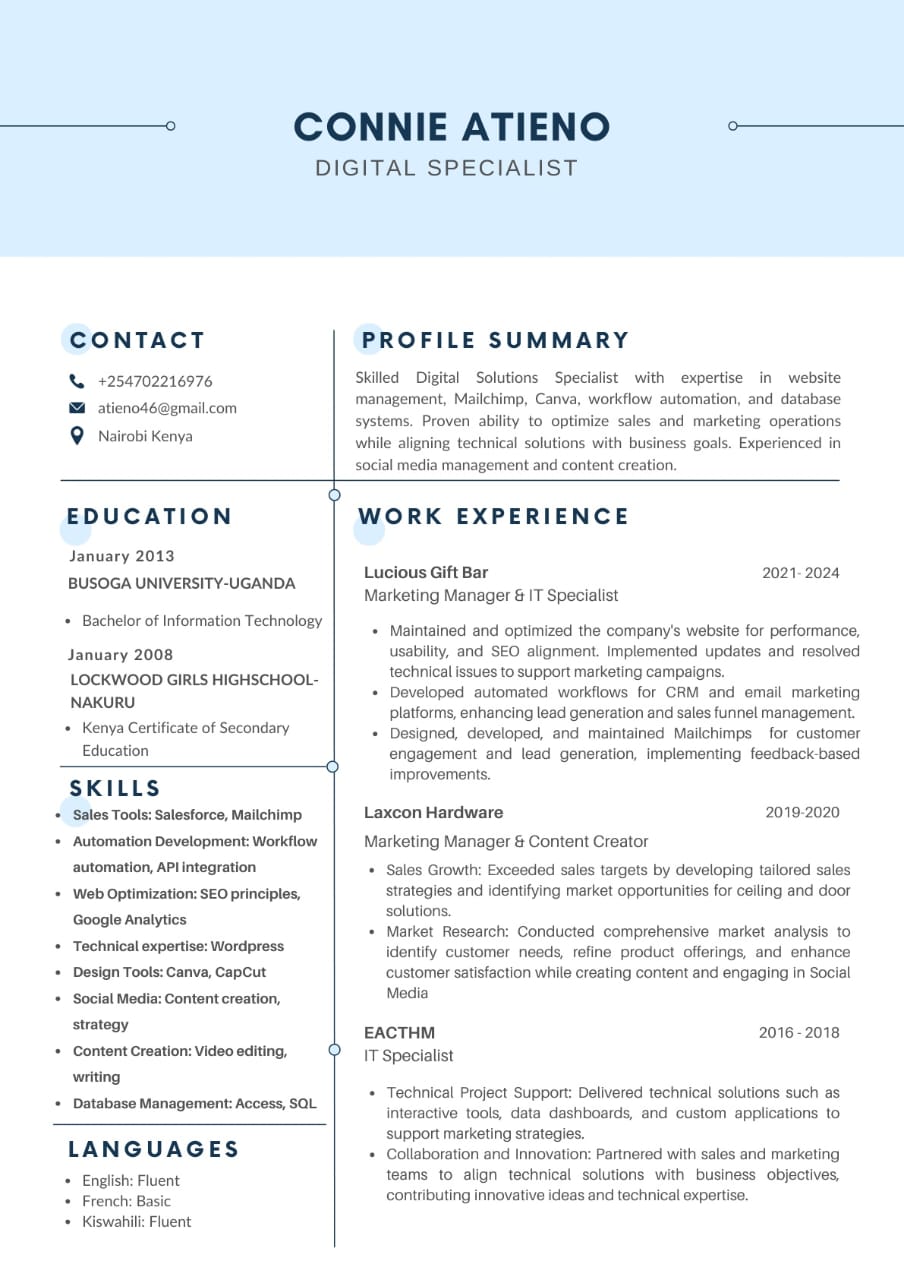 CONNIE ATIENO
DIGITAL SPECIALIST
CONTACT
+254702216976
atieno46@gmail.com
Nairobi Kenya
PROFILE SUMMARY
Skilled Digital Solutions Specialist with expertise in website
management, Mailchimp, Canva, workflow automation, and database
systems. Proven ability to optimize sales and marketing operations
while aligning technical solutions with business goals. Experienced in
social media management and content creation.
EDUCATION
January 2013
BUSOGA UNIVERSITY-UGANDA
• Bachelor of Information Technology
January 2008
LOCKWOOD GIRLS HIGHSCHOOL-
NAKURU
• Kenya Certificate of Secondary
Education
SKILLS
• Sales Tools: Salesforce, Mailchimp
• Automation Development: Workflow
automation, API integration
• Web Optimization: SEO principles,
Google Analytics
• Technical expertise: Wordpress
• Design Tools: Canva, CapCut
• Social Media: Content creation,
strategy
• Content Creation: Video editing,
writing
• Database Management: Access, SQL
LANGUAGES
• English: Fluent
• French: Basic
• Kiswahili: Fluent
WORK EXPERIENCE
Lucious Gift Bar 2021- 2024
Marketing Manager & IT Specialist
• Maintained and optimized the company's website for performance,
usability, and SEO alignment. Implemented updates and resolved
technical issues to support marketing campaigns.
• Developed automated workflows for CRM and email marketing
platforms, enhancing lead generation and sales funnel management.
• Designed, developed, and maintained Mailchimps for customer
engagement and lead generation, implementing feedback-based
improvements.
Laxcon Hardware 2019-2020
Marketing Manager & Content Creator
• Sales Growth: Exceeded sales targets by developing tailored sales
strategies and identifying market opportunities for ceiling and door
solutions.
• Market Research: Conducted comprehensive market analysis to
identify customer needs, refine product offerings, and enhance
customer satisfaction while creating content and engaging in Social
Media
EACTHM 2016 - 2018
IT Specialist
• Technical Project Support: Delivered technical solutions such as
interactive tools, data dashboards, and custom applications to
support marketing strategies.
• Collaboration and Innovation: Partnered with sales and marketing
teams to align technical solutions with business objectives,
contributing innovative ideas and technical expertise.